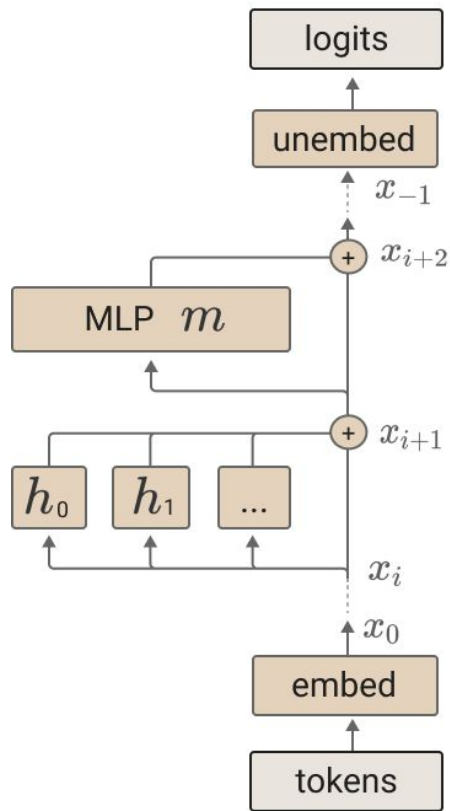 logits
unembed
x₋₁
+ xᵢ₊₂
MLP m
+ xᵢ₊₁
h₀ h₁ ...
xᵢ
x₀
embed
tokens